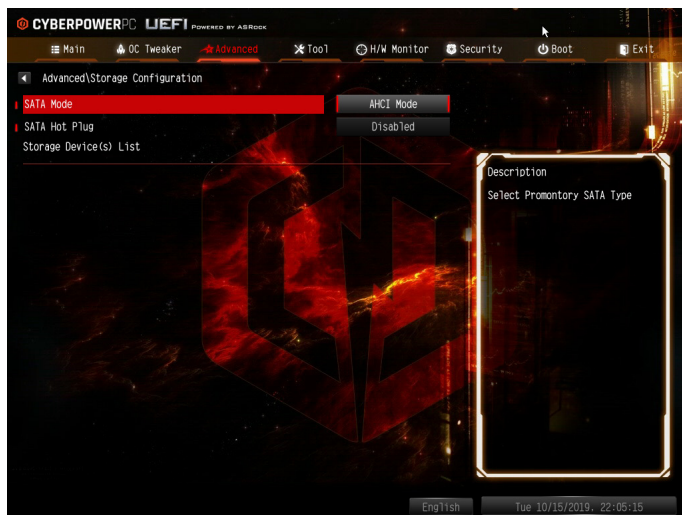 CYBERPOWERPC UEFI POWERED BY ASROCK
Main OC Tweaker Advanced Tool H/W Monitor Security Boot Exit
Advanced\Storage Configuration
SATA Mode AHCI Mode
SATA Hot Plug Disabled
Storage Device(s) List
Description
Select Promontory SATA Type
English Tue 10/15/2019, 22:05:15